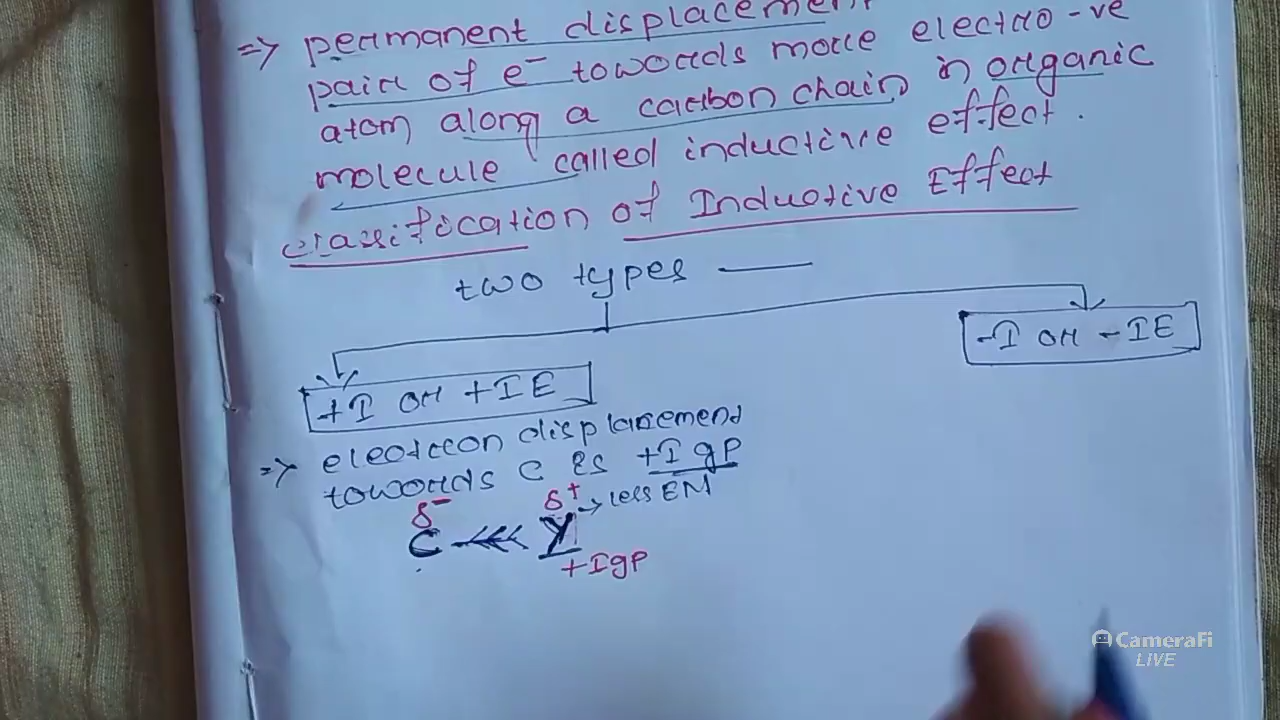 => permanent displacement
pair of e⁻ towards more electro-ve
atom along a carbon chain in organic
molecule called inductive effect.
classification of Inductive Effect
two types —
+I or +IE
-I or -IE
=> electron displacement
towards C is +I gp
δ⁻ δ⁺ → less EN
C Y
+I gp
CameraFi
LIVE